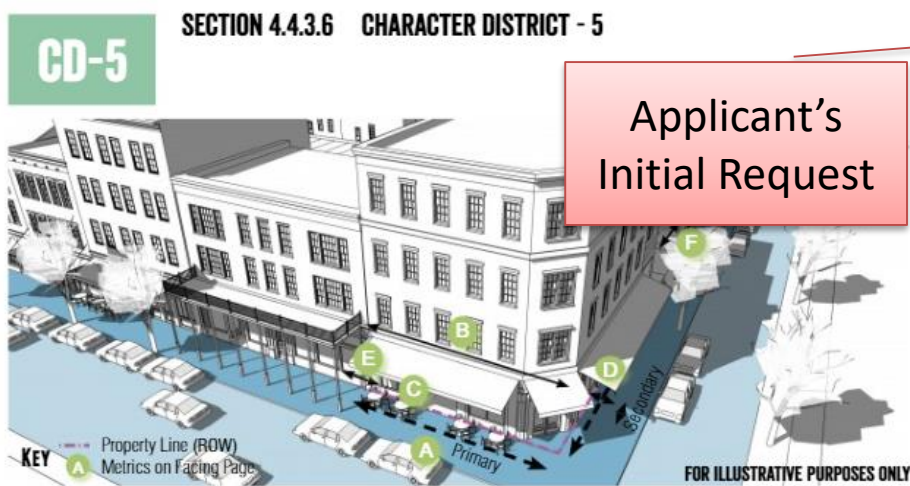 CD-5
SECTION 4.4.3.6 CHARACTER DISTRICT - 5
Applicant's
Initial Request
F
B
E
C
D
A
A
Primary
Secondary
KEY
Property Line (ROW)
Metrics on Facing Page
FOR ILLUSTRATIVE PURPOSES ONLY